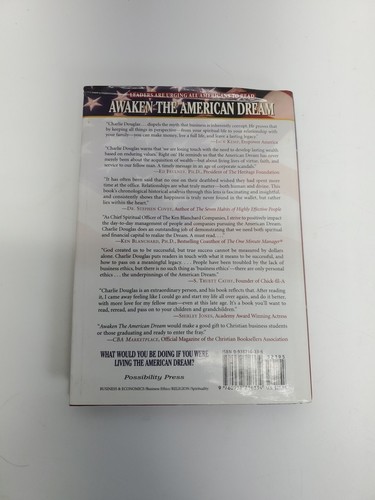 LEADERS ARE URGING ALL AMERICANS TO READ
AWAKEN THE AMERICAN DREAM
"Charlie Douglas . . . dispels the myth that business is inherently corrupt. He proves that
by keeping all things in perspective—from your spiritual life to your relationship with
your family—you can make money, live a full life, and leave a lasting legacy."
—JACK KEMP, Empower America
"Charlie Douglas warns that 'we are losing touch with the need to develop lasting wealth
based on enduring values.' Right on! He reminds us that the American Dream has never
merely been about the acquisition of wealth—but about living lives of virtue, faith, and
service to our fellow man. A timely message in an age of corporate scandals."
—ED FEULNER, PH.D., President of The Heritage Foundation
"It has often been said that no one on their deathbed wished they had spent more
time at the office. Relationships are what truly matter—both human and divine. This
book's chronological historical analysis through this lens is fascinating and insightful,
and consistently shows that happiness is truly never found in the wallet, but rather
lies within the heart."
—DR. STEPHEN COVEY, Author of The Seven Habits of Highly Effective People
"As Chief Spiritual Officer of The Ken Blanchard Companies, I strive to positively impact
the day-to-day management of people and companies pursuing the American Dream.
Charlie Douglas does an outstanding job of demonstrating that we need both spiritual
and financial capital to realize the Dream. A must read."
—KEN BLANCHARD, PH.D., Bestselling Coauthor of The One Minute Manager®
"God created us to be successful, but true success cannot be measured by dollars
alone. Charlie Douglas puts readers in touch with what it means to be successful, and
how to pass on a meaningful legacy. . . . People have been troubled by the lack of
business ethics, but there is no such thing as 'business ethics'—there are only personal
ethics . . . the underpinnings of the American Dream."
—S. TRUETT CATHY, Founder of Chick-fil-A
"Charlie Douglas is an extraordinary person, and his book reflects that. After reading
it, I came away feeling like I could go and start my life all over again, and do it better,
with more love for my fellow man—even at this late age. It's a book you'll want to
read, reread, and pass on to your children and grandchildren."
—SHIRLEY JONES, Academy Award Winning Actress
"Awaken The American Dream would make a good gift to Christian business students
or those graduating and ready to enter the fray."
—CBA MARKETPLACE, Official Magazine of the Christian Booksellers Association
WHAT WOULD YOU BE DOING IF YOU WERE
LIVING THE AMERICAN DREAM?
Possibility Press
BUSINESS & ECONOMICS/Business Ethics RELIGION/Spirituality